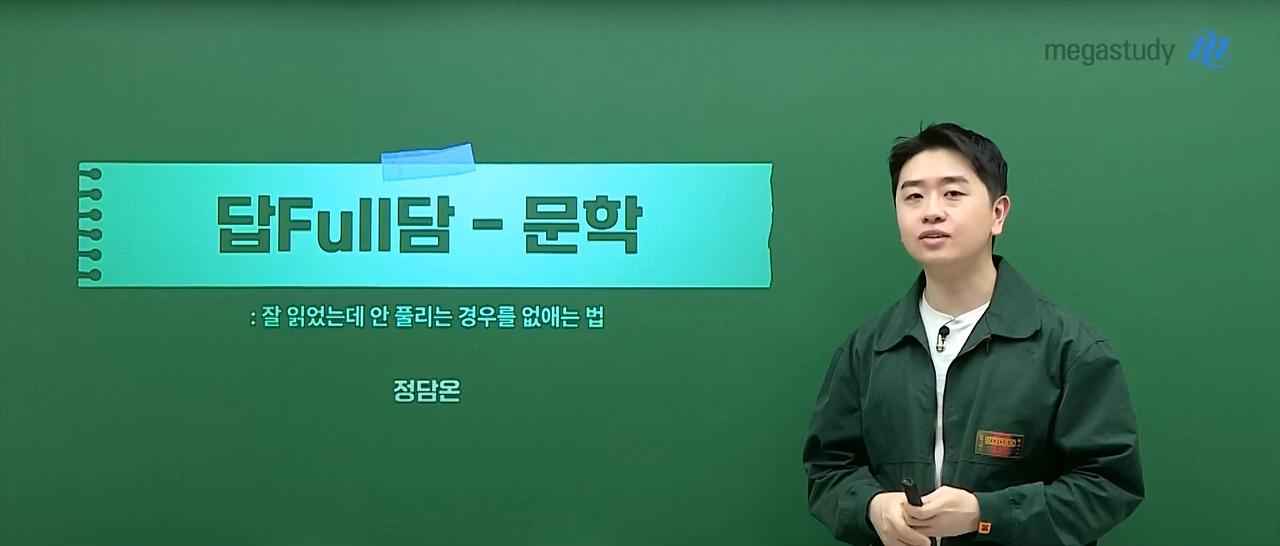 megastudy
답Full담 - 문학
: 잘 읽었는데 안 풀리는 경우를 없애는 법
정담온